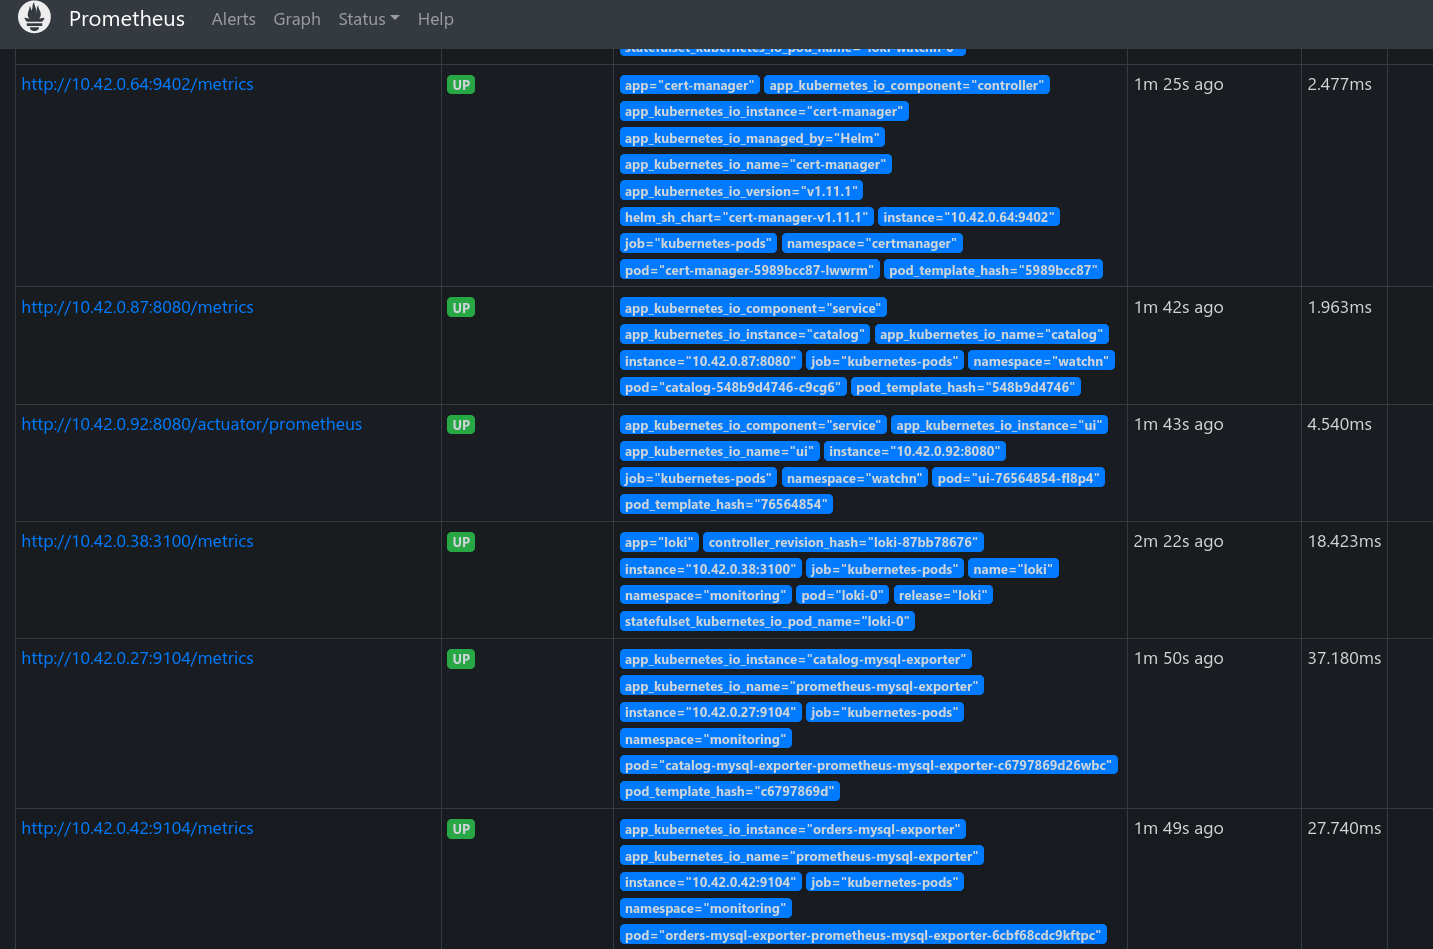 Prometheus Alerts Graph Status Help
statefulset_kubernetes_io_pod_name="loki-watchn-0"
http://10.42.0.64:9402/metrics UP app="cert-manager" app_kubernetes_io_component="controller" 1m 25s ago 2.477ms
app_kubernetes_io_instance="cert-manager"
app_kubernetes_io_managed_by="Helm"
app_kubernetes_io_name="cert-manager"
app_kubernetes_io_version="v1.11.1"
helm_sh_chart="cert-manager-v1.11.1" instance="10.42.0.64:9402"
job="kubernetes-pods" namespace="certmanager"
pod="cert-manager-5989bcc87-lwwrm" pod_template_hash="5989bcc87"
http://10.42.0.87:8080/metrics UP app_kubernetes_io_component="service" 1m 42s ago 1.963ms
app_kubernetes_io_instance="catalog" app_kubernetes_io_name="catalog"
instance="10.42.0.87:8080" job="kubernetes-pods" namespace="watchn"
pod="catalog-548b9d4746-c9cg6" pod_template_hash="548b9d4746"
http://10.42.0.92:8080/actuator/prometheus UP app_kubernetes_io_component="service" app_kubernetes_io_instance="ui" 1m 43s ago 4.540ms
app_kubernetes_io_name="ui" instance="10.42.0.92:8080"
job="kubernetes-pods" namespace="watchn" pod="ui-76564854-fl8p4"
pod_template_hash="76564854"
http://10.42.0.38:3100/metrics UP app="loki" controller_revision_hash="loki-87bb78676" 2m 22s ago 18.423ms
instance="10.42.0.38:3100" job="kubernetes-pods" name="loki"
namespace="monitoring" pod="loki-0" release="loki"
statefulset_kubernetes_io_pod_name="loki-0"
http://10.42.0.27:9104/metrics UP app_kubernetes_io_instance="catalog-mysql-exporter" 1m 50s ago 37.180ms
app_kubernetes_io_name="prometheus-mysql-exporter"
instance="10.42.0.27:9104" job="kubernetes-pods"
namespace="monitoring"
pod="catalog-mysql-exporter-prometheus-mysql-exporter-c6797869d26wbc"
pod_template_hash="c6797869d"
http://10.42.0.42:9104/metrics UP app_kubernetes_io_instance="orders-mysql-exporter" 1m 49s ago 27.740ms
app_kubernetes_io_name="prometheus-mysql-exporter"
instance="10.42.0.42:9104" job="kubernetes-pods"
namespace="monitoring"
pod="orders-mysql-exporter-prometheus-mysql-exporter-6cbf68cdc9kftpc"